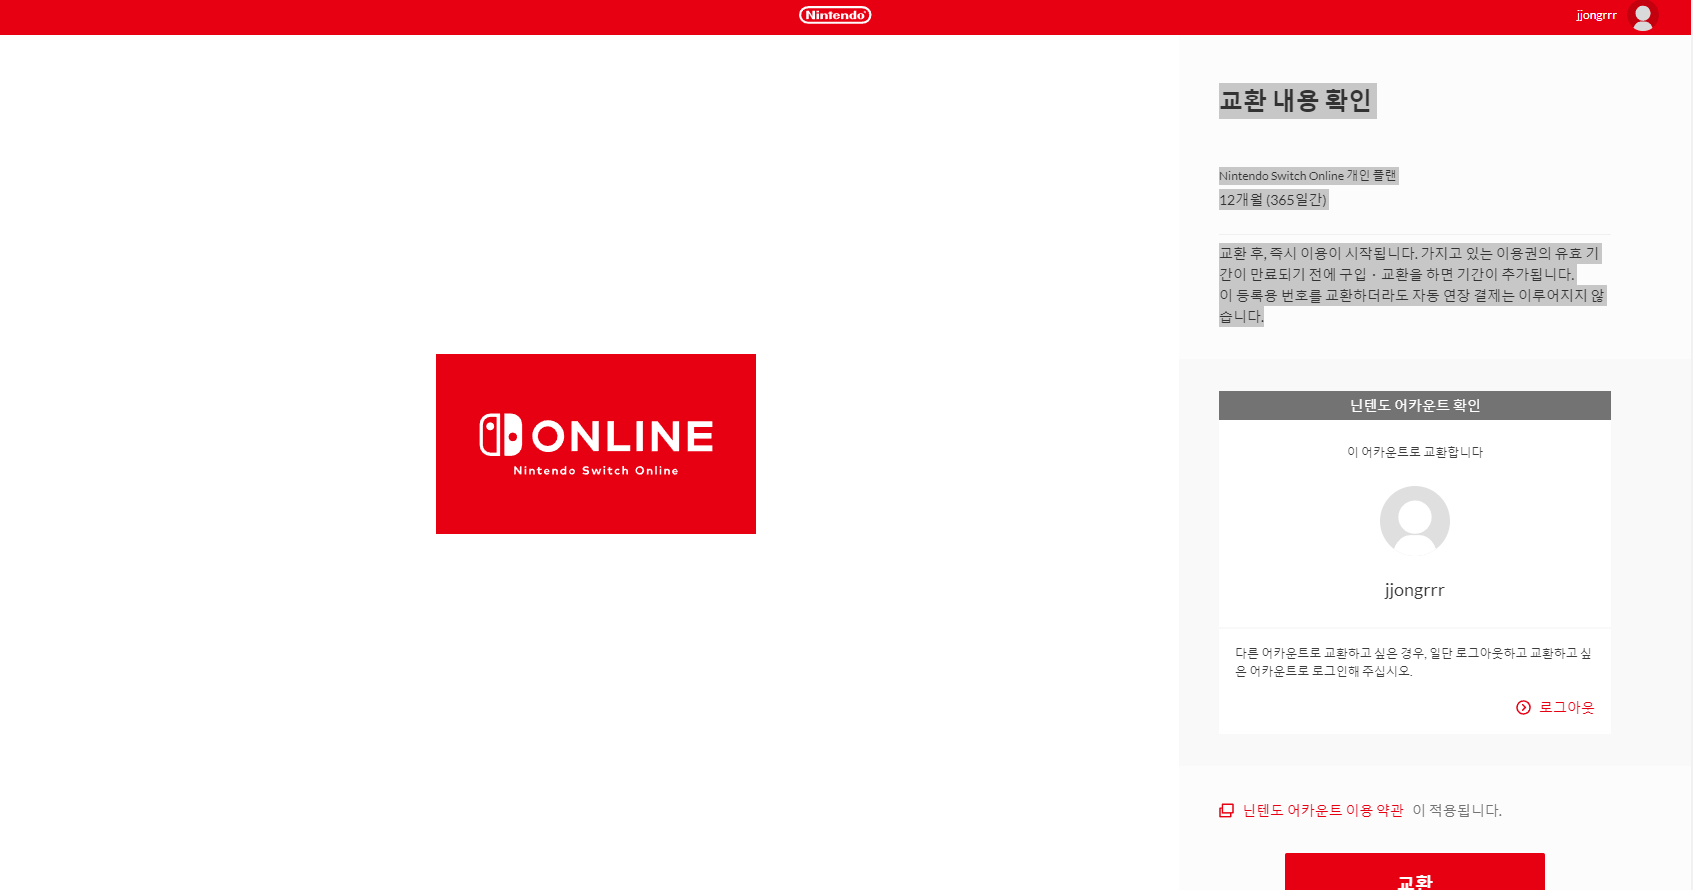 Nintendo
jjongrrr
교환 내용 확인
Nintendo Switch Online 개인 플랜
12개월 (365일간)
교환 후, 즉시 이용이 시작됩니다. 가지고 있는 이용권의 유효 기
간이 만료되기 전에 구입・교환을 하면 기간이 추가됩니다.
이 등록용 번호를 교환하더라도 자동 연장 결제는 이루어지지 않
습니다.
ONLINE
Nintendo Switch Online
닌텐도 어카운트 확인
이 어카운트로 교환합니다
jjongrrr
다른 어카운트로 교환하고 싶은 경우, 일단 로그아웃하고 교환하고 싶
은 어카운트로 로그인해 주십시오.
로그아웃
닌텐도 어카운트 이용 약관 이 적용됩니다.
교환